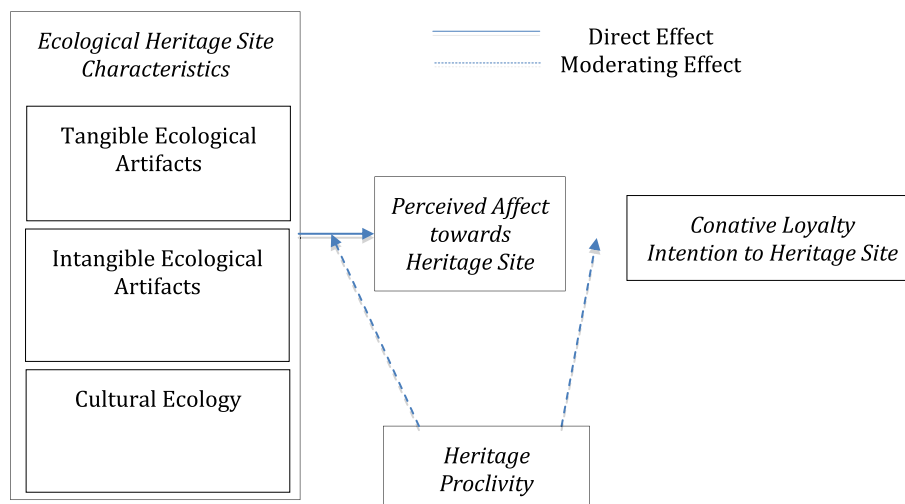 Ecological Heritage Site
Characteristics
Tangible Ecological
Artifacts
Intangible Ecological
Artifacts
Cultural Ecology
Direct Effect
Moderating Effect
Perceived Affect
towards
Heritage Site
Conative Loyalty
Intention to Heritage Site
Heritage
Proclivity